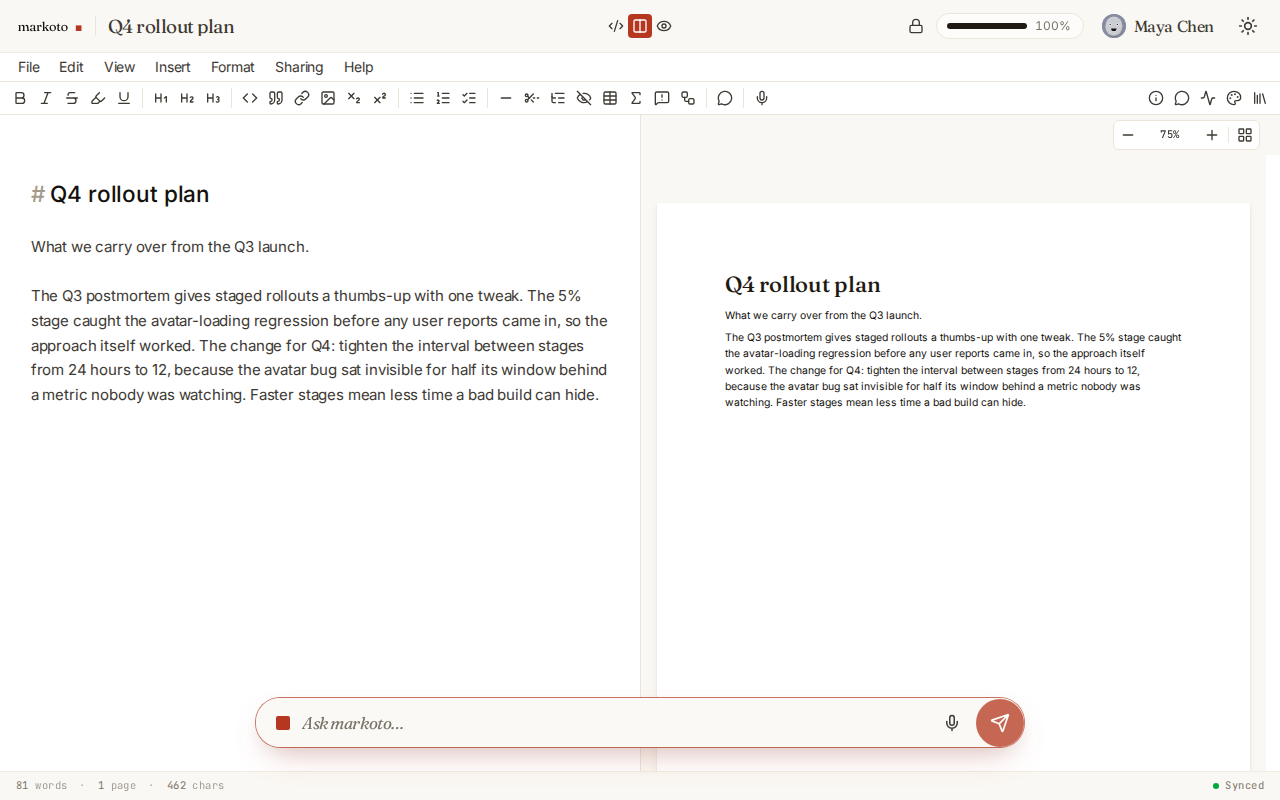 markoto
Q4 rollout plan
100%
Maya Chen
File Edit View Insert Format Sharing Help
H1 H2 H3
75%
# Q4 rollout plan
What we carry over from the Q3 launch.
The Q3 postmortem gives staged rollouts a thumbs-up with one tweak. The 5%
stage caught the avatar-loading regression before any user reports came in, so the
approach itself worked. The change for Q4: tighten the interval between stages
from 24 hours to 12, because the avatar bug sat invisible for half its window behind
a metric nobody was watching. Faster stages mean less time a bad build can hide.
Q4 rollout plan
What we carry over from the Q3 launch.
The Q3 postmortem gives staged rollouts a thumbs-up with one tweak. The 5% stage caught
the avatar-loading regression before any user reports came in, so the approach itself
worked. The change for Q4: tighten the interval between stages from 24 hours to 12,
because the avatar bug sat invisible for half its window behind a metric nobody was
watching. Faster stages mean less time a bad build can hide.
Ask markoto...
81 words · 1 page · 462 chars
Synced